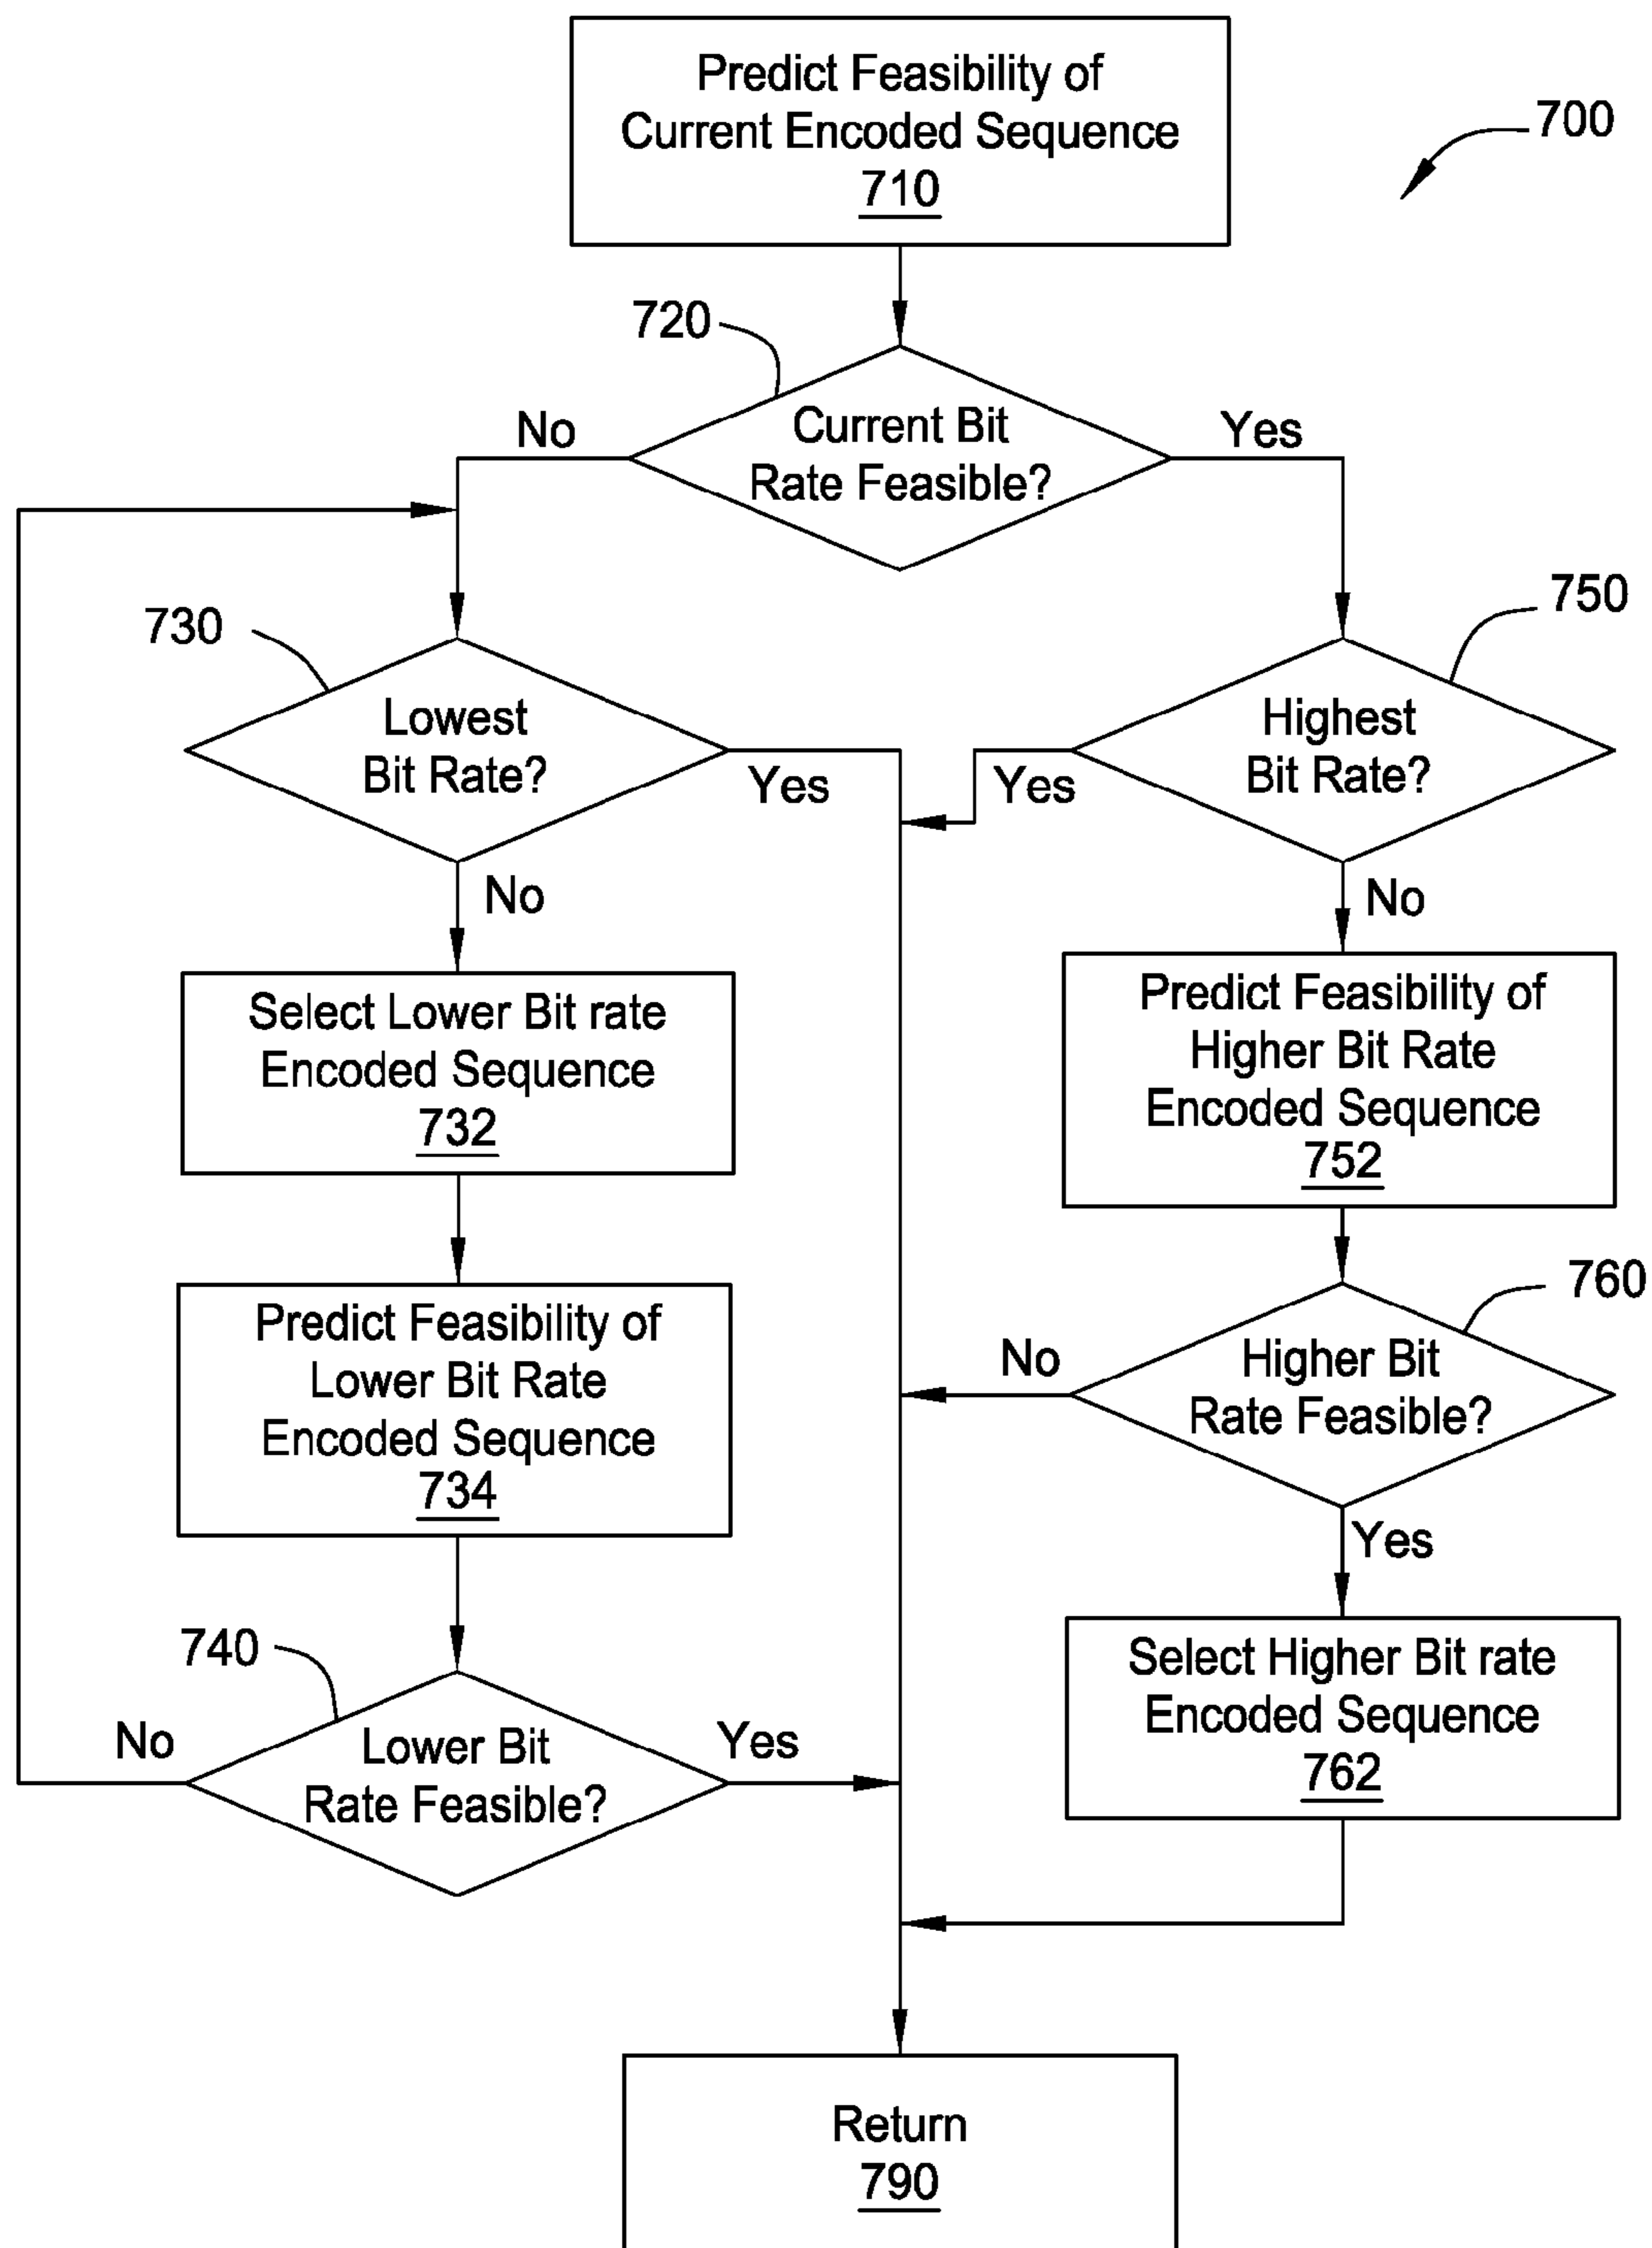 Predict Feasibility of
Current Encoded Sequence
710
700
720
No
Current Bit
Rate Feasible?
Yes
730
Lowest
Bit Rate?
Yes
No
750
Highest
Bit Rate?
Yes
No
Select Lower Bit rate
Encoded Sequence
732
Predict Feasibility of
Higher Bit Rate
Encoded Sequence
752
Predict Feasibility of
Lower Bit Rate
Encoded Sequence
734
760
No
Higher Bit
Rate Feasible?
Yes
740
No
Lower Bit
Rate Feasible?
Yes
Select Higher Bit rate
Encoded Sequence
762
Return
790